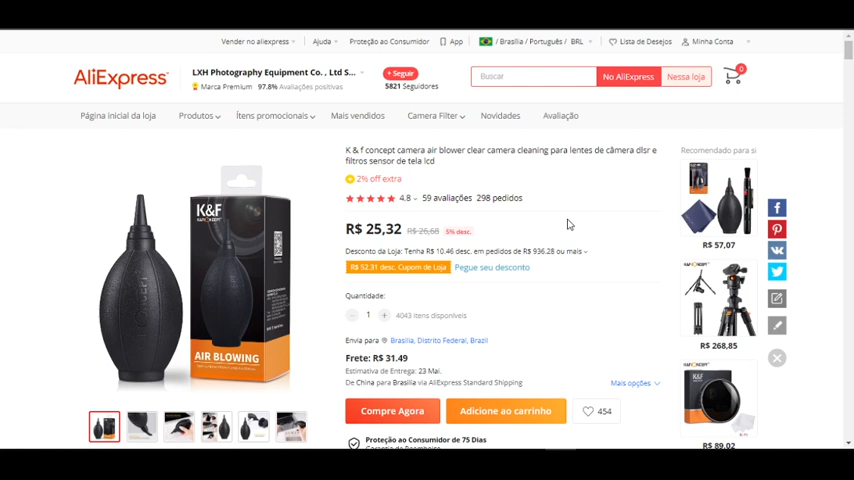 Vender no aliexpress
Ajuda
Proteção ao Consumidor
App
/ Brasília / Português / BRL
Lista de Desejos
Minha Conta
AliExpress
LXH Photography Equipment Co. , Ltd S...
Marca Premium 97.8% Avaliações positivas
+ Seguir
5821 Seguidores
Buscar
No AliExpress
Nessa loja
0
Página inicial da loja
Produtos
Ítens promocionais
Mais vendidos
Camera Filter
Novidades
Avaliação
K & f concept camera air blower clear camera cleaning para lentes de câmera dlsr e
filtros sensor de tela lcd
2% off extra
4.8 59 avaliações 298 pedidos
R$ 25,32 R$ 26,68 5% desc.
Desconto da Loja: Tenha R$ 10,46 desc. em pedidos de R$ 936.28 ou mais
R$ 52.31 desc. Cupom de Loja Pegue seu desconto
Quantidade:
1
4043 itens disponíveis
Envia para Brasilia, Distrito Federal, Brazil
Frete: R$ 31.49
Estimativa de Entrega: 23 Mai.
De China para Brasilia via AliExpress Standard Shipping
Mais opções
Compre Agora
Adicione ao carrinho
454
Proteção ao Consumidor de 75 Dias
Garantia de Reembolso
K&F
CONCEPT
AIR BLOWING
Recomendado para si
R$ 57,07
R$ 268,85
K&F
R$ 89,02